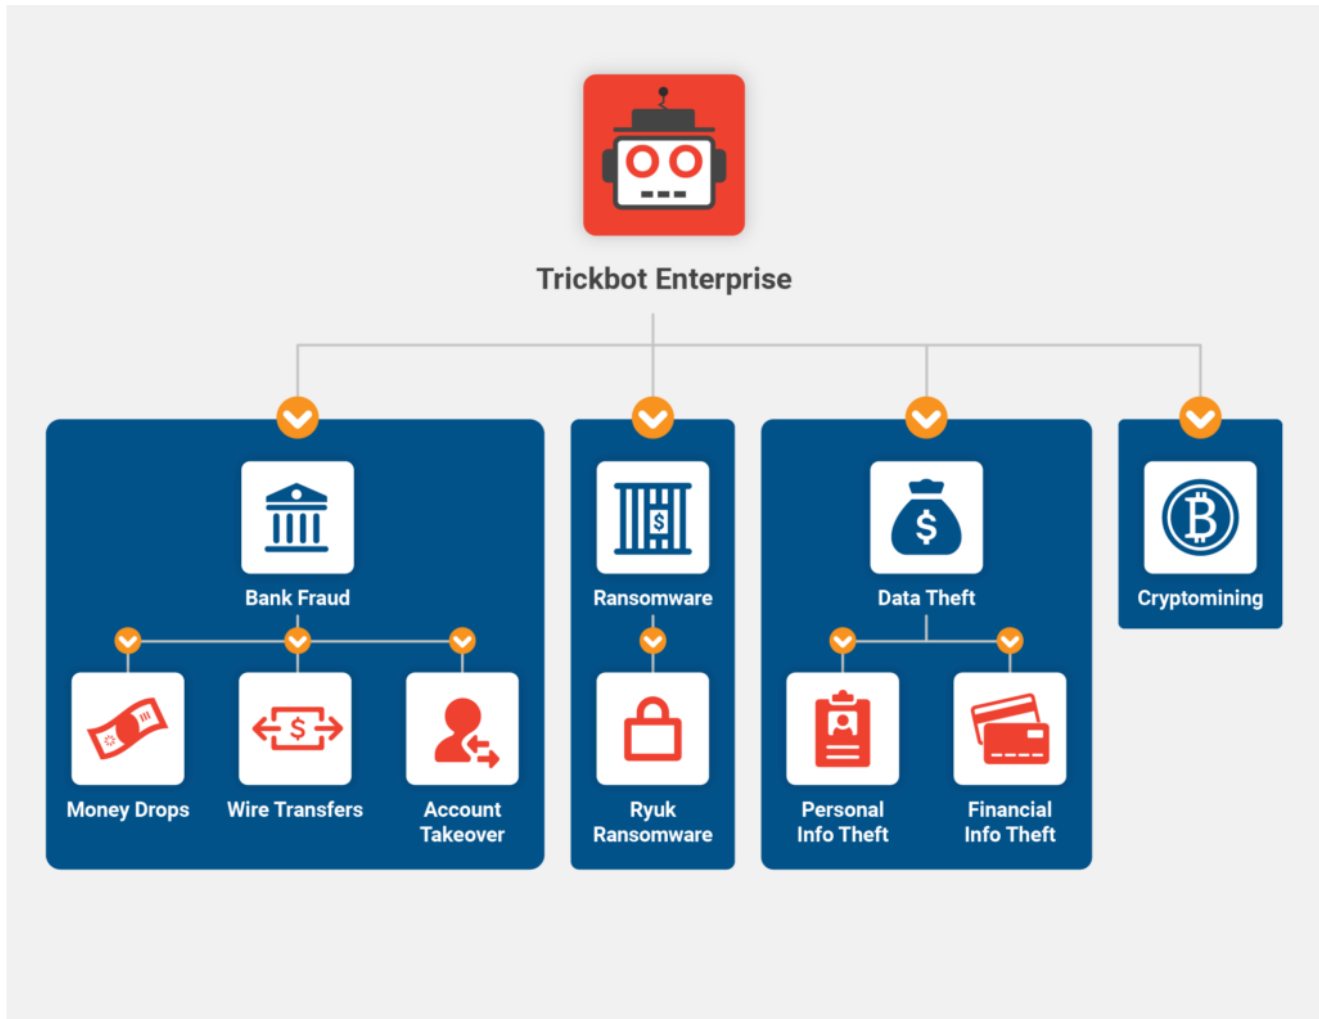 Trickbot Enterprise
Bank Fraud
Ransomware
Data Theft
Cryptomining
Money Drops
Wire Transfers
Account
Takeover
Ryuk
Ransomware
Personal
Info Theft
Financial
Info Theft